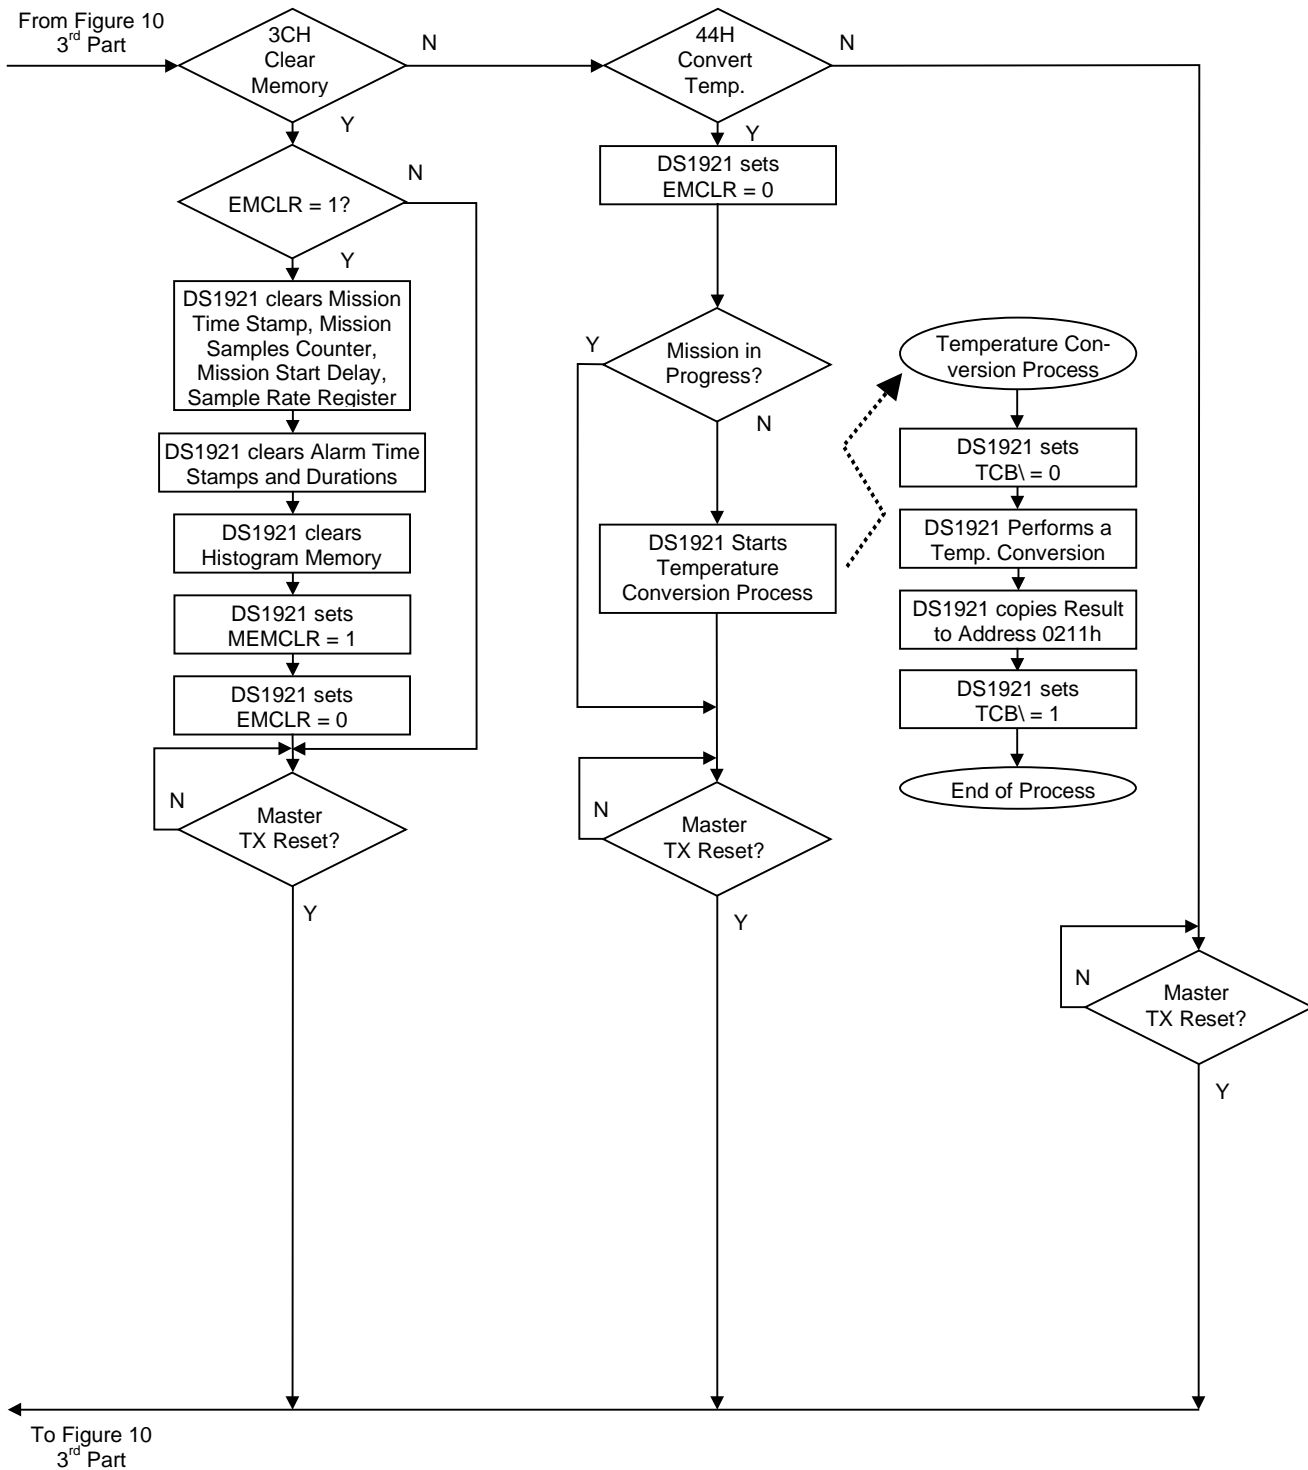 From Figure 10
3rd Part
3CH
Clear
Memory
N
Y
44H
Convert
Temp.
N
Y
EMCLR = 1?
N
Y
DS1921 sets
EMCLR = 0
DS1921 clears Mission
Time Stamp, Mission
Samples Counter,
Mission Start Delay,
Sample Rate Register
DS1921 clears Alarm Time
Stamps and Durations
DS1921 clears
Histogram Memory
DS1921 sets
MEMCLR = 1
DS1921 sets
EMCLR = 0
N
Master
TX Reset?
Y
Y
Mission in
Progress?
N
DS1921 Starts
Temperature
Conversion Process
N
Master
TX Reset?
Y
Temperature Con-
version Process
DS1921 sets
TCB\ = 0
DS1921 Performs a
Temp. Conversion
DS1921 copies Result
to Address 0211h
DS1921 sets
TCB\ = 1
End of Process
N
Master
TX Reset?
Y
To Figure 10
3rd Part